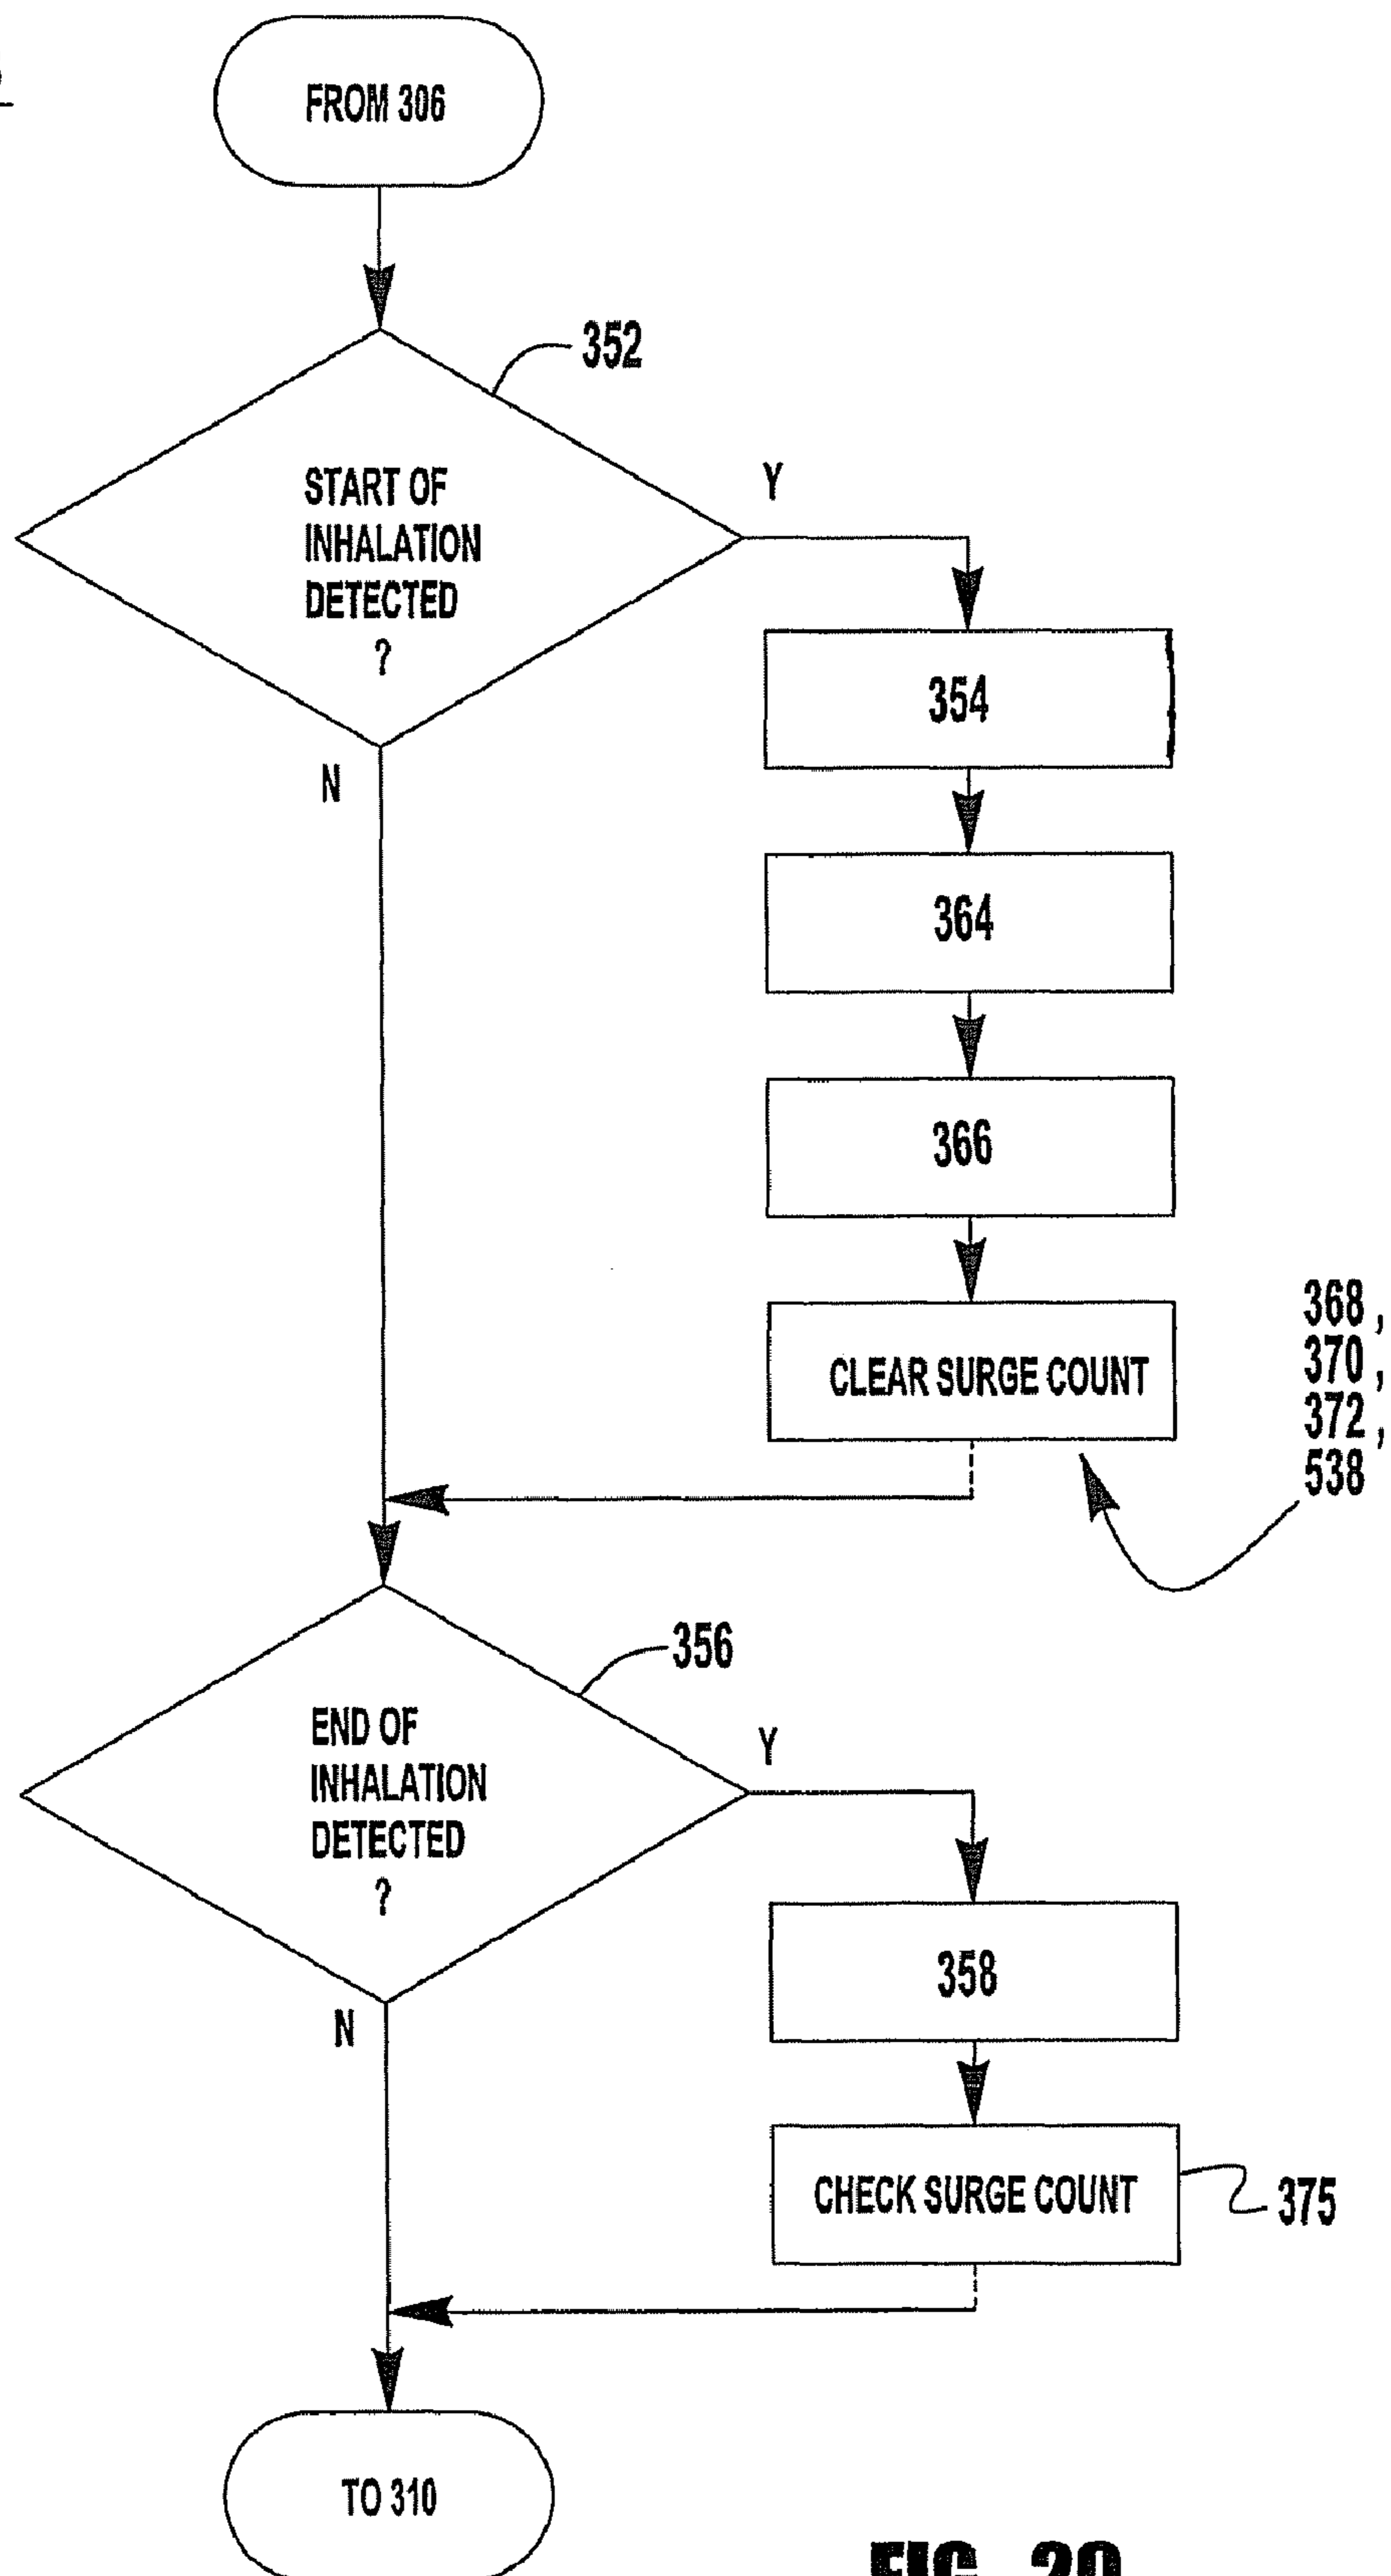 FROM 306
352
START OF
INHALATION
DETECTED
?
Y
N
354
364
366
CLEAR SURGE COUNT
368,
370,
372,
538
356
END OF
INHALATION
DETECTED
?
Y
N
358
CHECK SURGE COUNT
375
TO 310